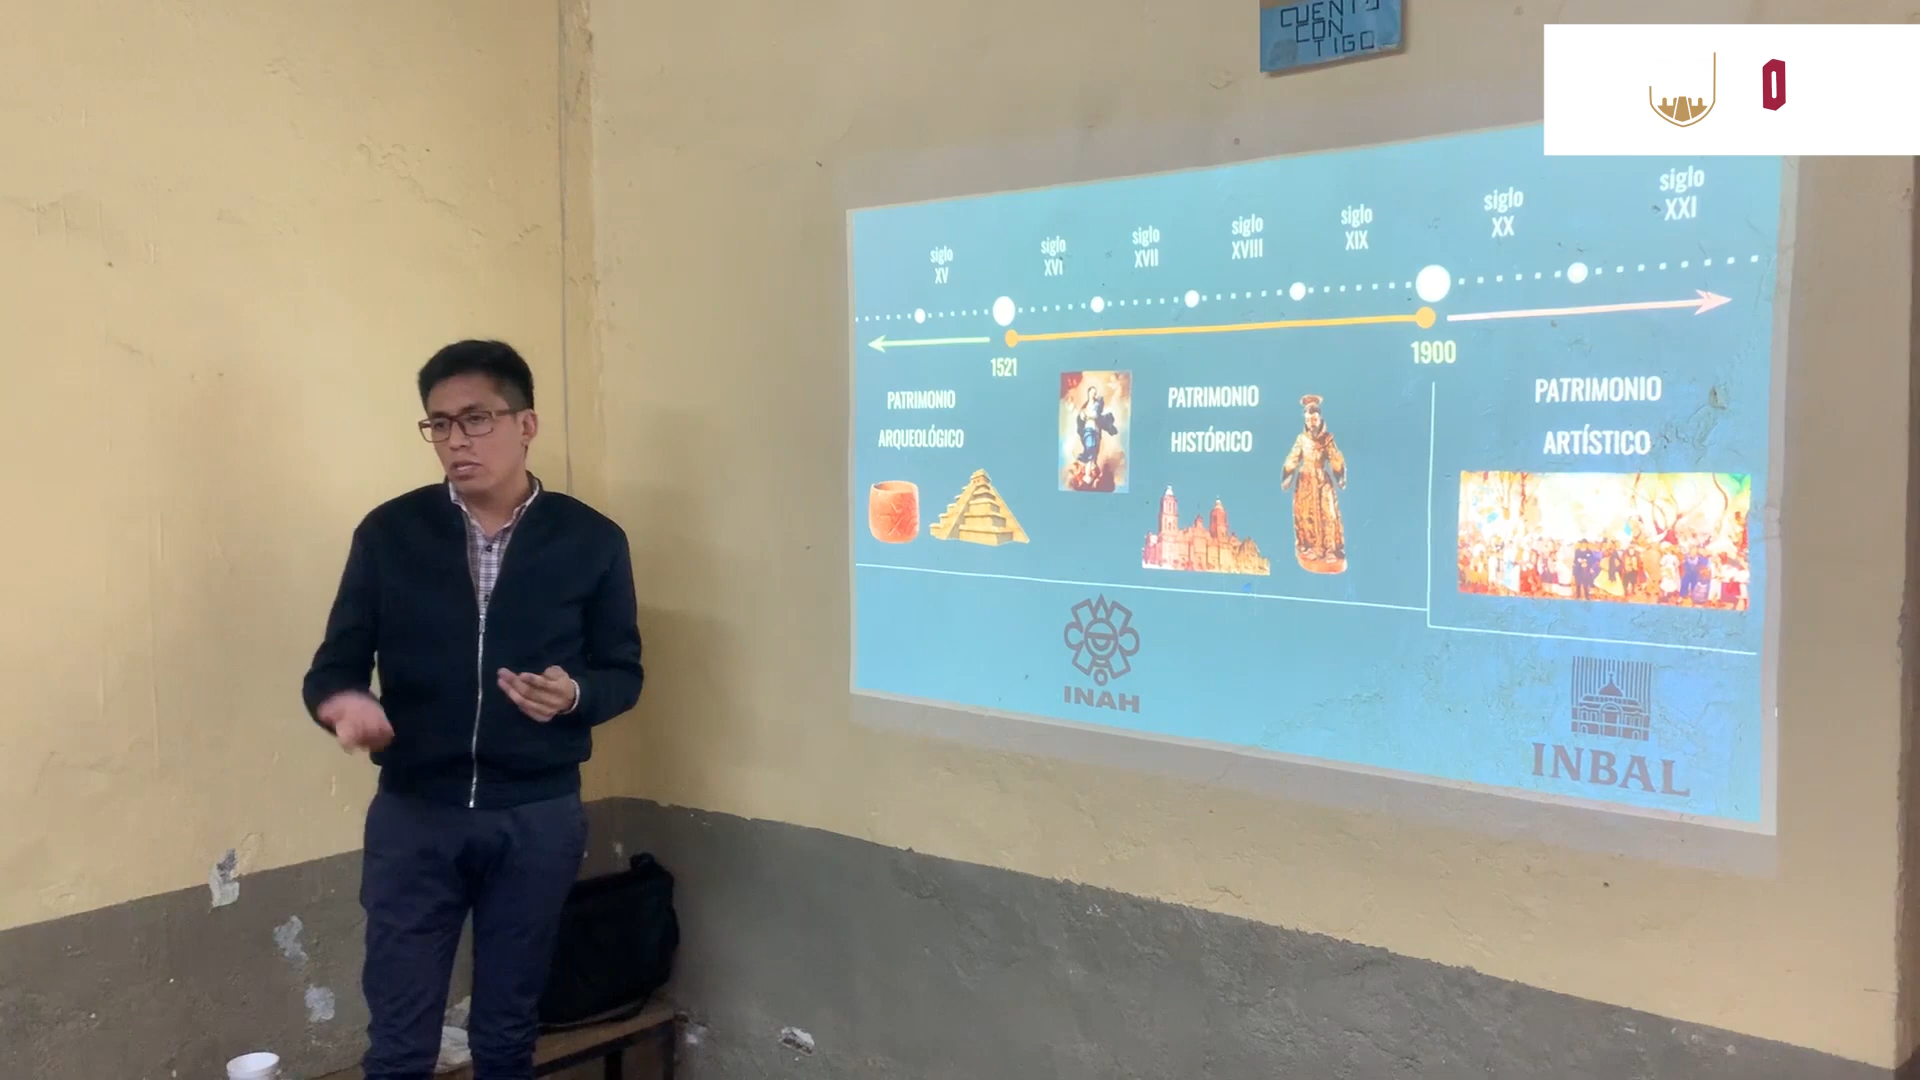 CUENTO
CON
TIGO
O
siglo
XV
siglo
XVI
siglo
XVII
siglo
XVIII
siglo
XIX
siglo
XX
siglo
XXI
1521
1900
PATRIMONIO
ARQUEOLÓGICO
PATRIMONIO
HISTÓRICO
PATRIMONIO
ARTÍSTICO
INAH
INBAL